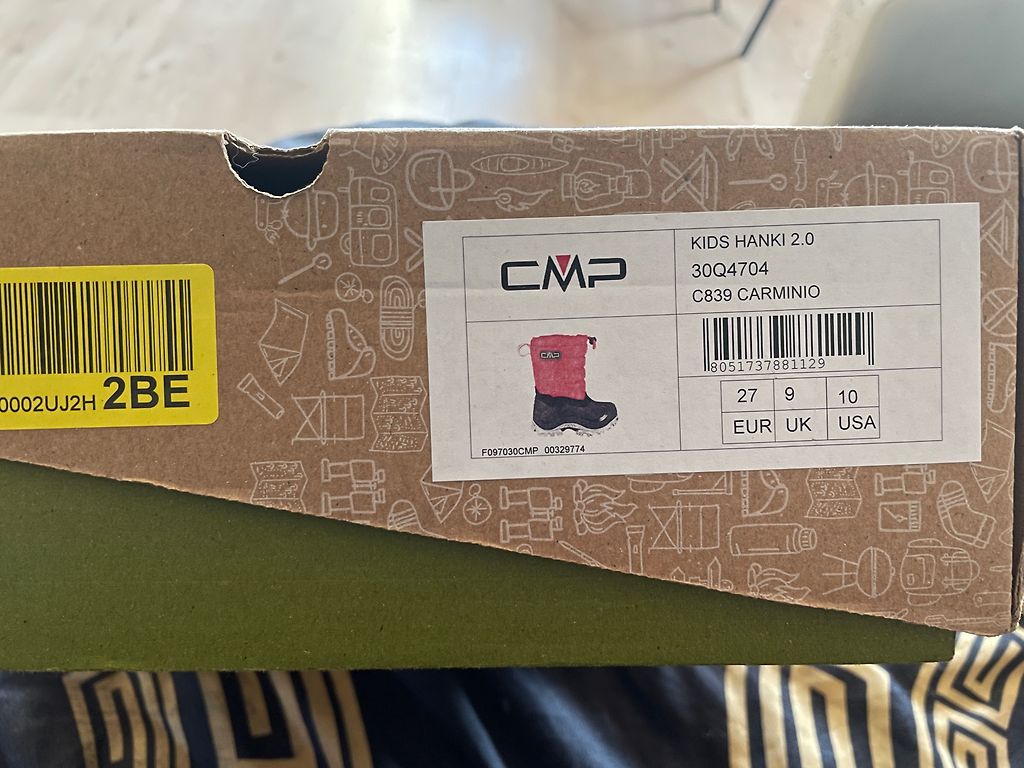 CMP
KIDS HANKI 2.0
30Q4704
C839 CARMINIO
8051737881129
CMP
27 9 10
EUR UK USA
F097030CMP 00329774
0002UJ2H 2BE